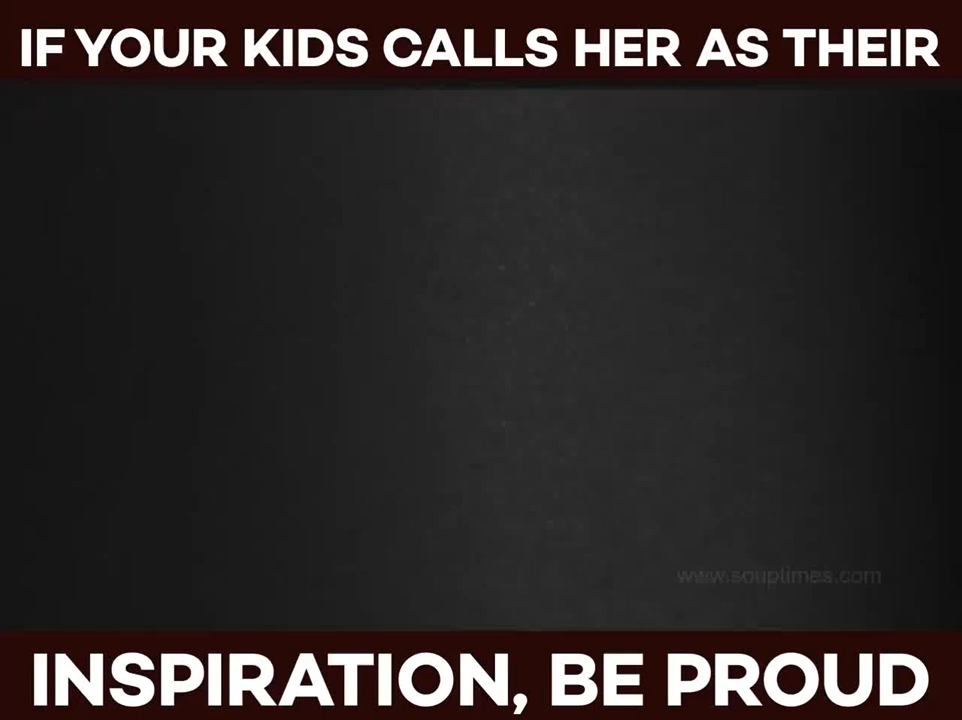 IF YOUR KIDS CALLS HER AS THEIR
www.souptimes.com
INSPIRATION, BE PROUD